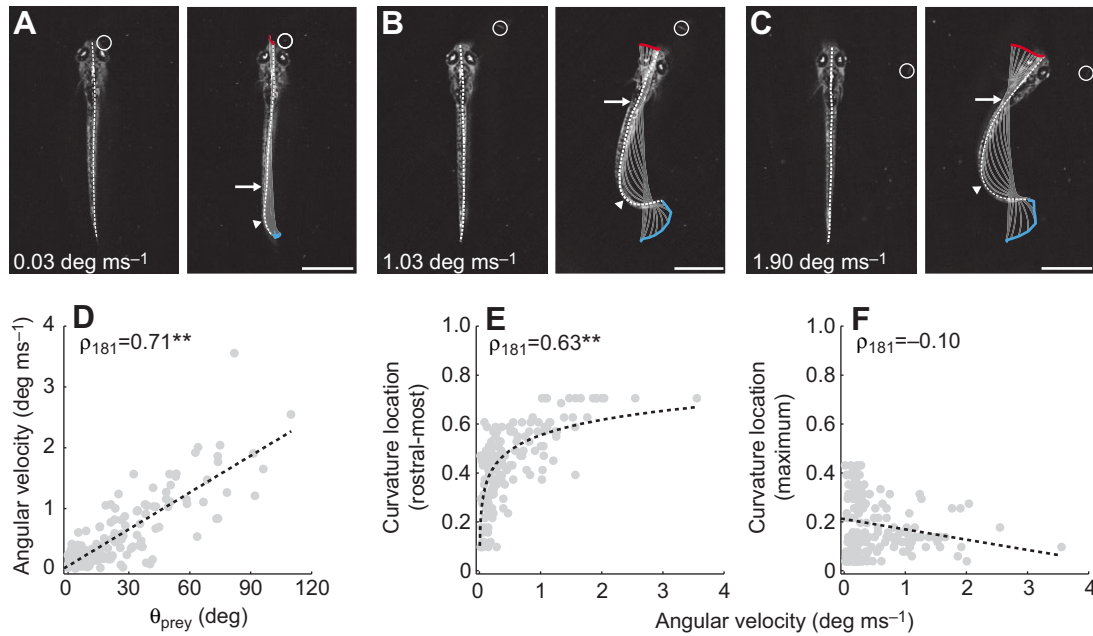 A
B
C
0.03 deg ms–1
1.03 deg ms–1
1.90 deg ms–1
D
ρ181=0.71**
Angular velocity (deg ms–1)
4
3
2
1
0
0
30
60
90
120
θprey (deg)
E
ρ181=0.63**
Curvature location
(rostral-most)
1.0
0.8
0.6
0.4
0.2
0
0
1
2
3
4
F
ρ181=–0.10
Curvature location
(maximum)
1.0
0.8
0.6
0.4
0.2
0
0
1
2
3
4
Angular velocity (deg ms–1)